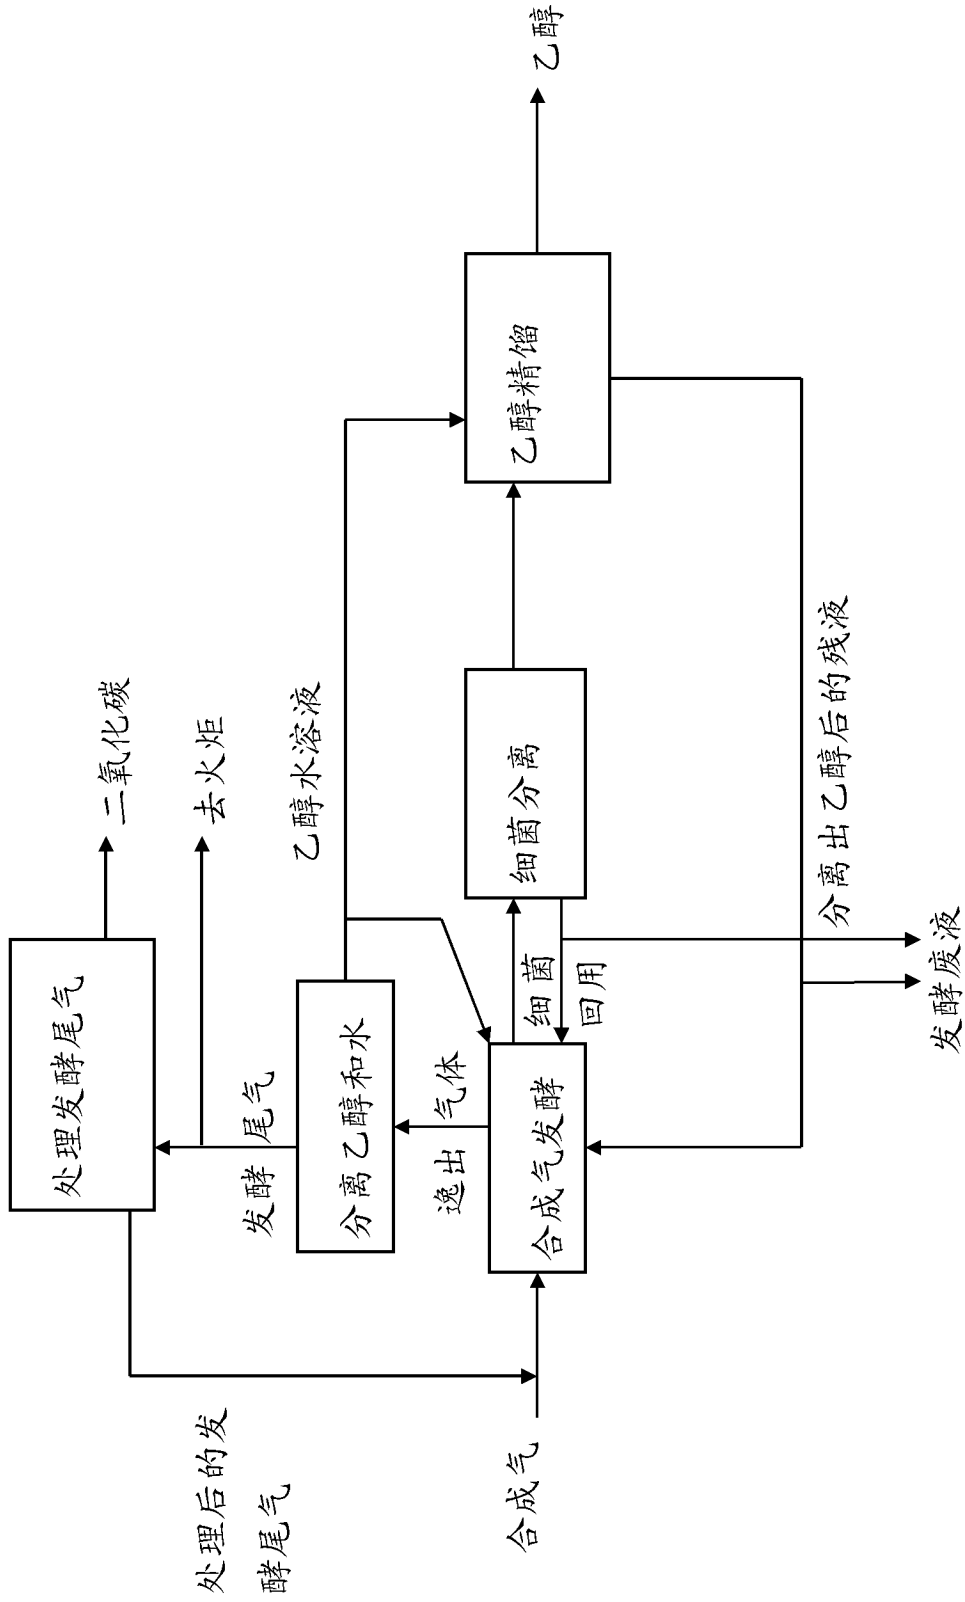 处理发酵尾气
二氧化碳
去火炬
处理后的发
酵尾气
发酵
尾气
分离乙醇和水
乙醇水溶液
逸出
气体
合成气
合成气发酵
细菌
回用
细菌分离
乙醇精馏
乙醇
分离出乙醇后的残液
发酵废液